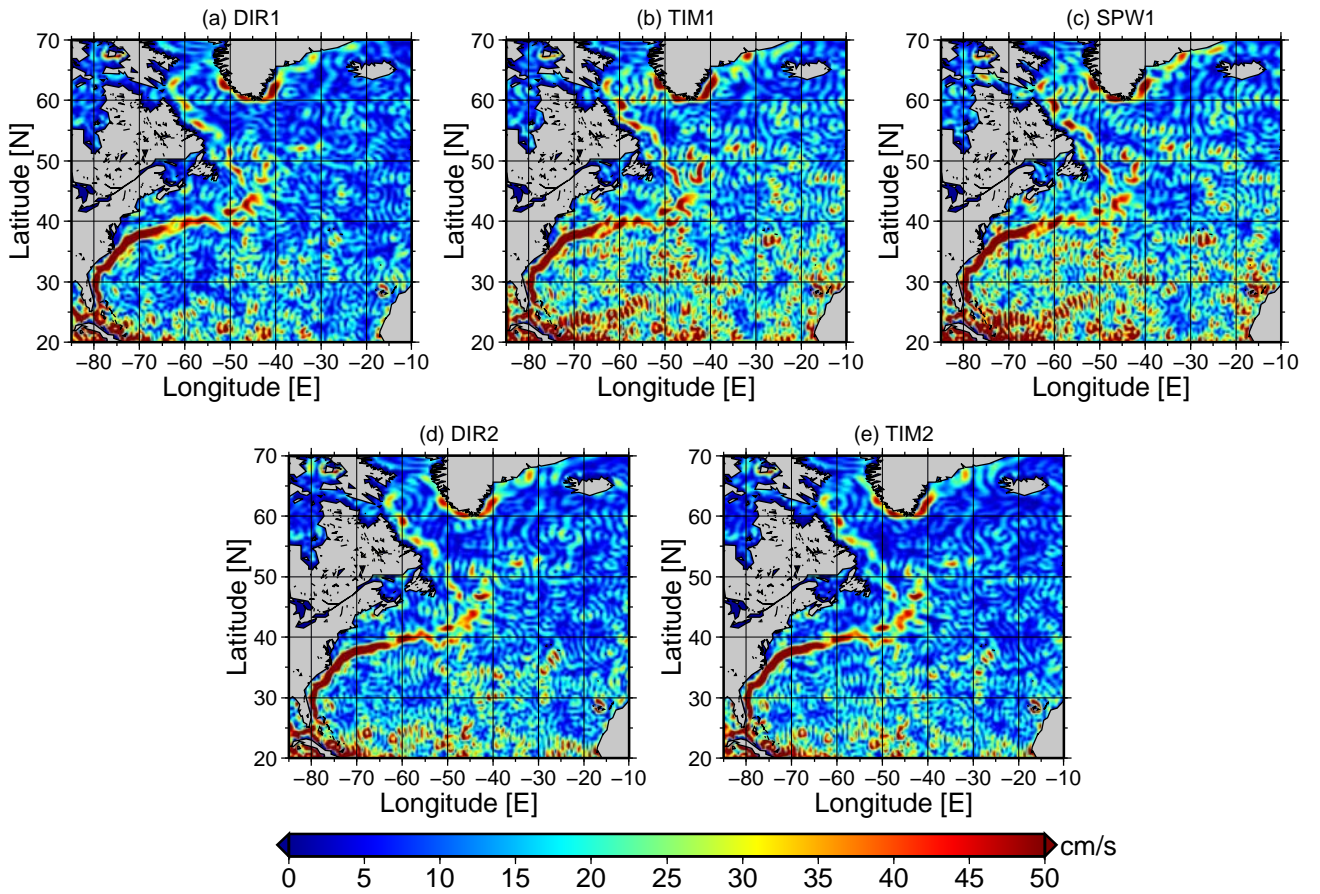 (a) DIR1 (b) TIM1 (c) SPW1
70 70 70
60 60 60
50 50 50
40 40 40
30 30 30
20 20 20
Latitude [N] Latitude [N] Latitude [N]
−80 −70 −60 −50 −40 −30 −20 −10 −80 −70 −60 −50 −40 −30 −20 −10 −80 −70 −60 −50 −40 −30 −20 −10
Longitude [E] Longitude [E] Longitude [E]
(d) DIR2 (e) TIM2
70 70
60 60
50 50
40 40
30 30
20 20
Latitude [N] Latitude [N]
−80 −70 −60 −50 −40 −30 −20 −10 −80 −70 −60 −50 −40 −30 −20 −10
Longitude [E] Longitude [E]
cm/s
0 5 10 15 20 25 30 35 40 45 50